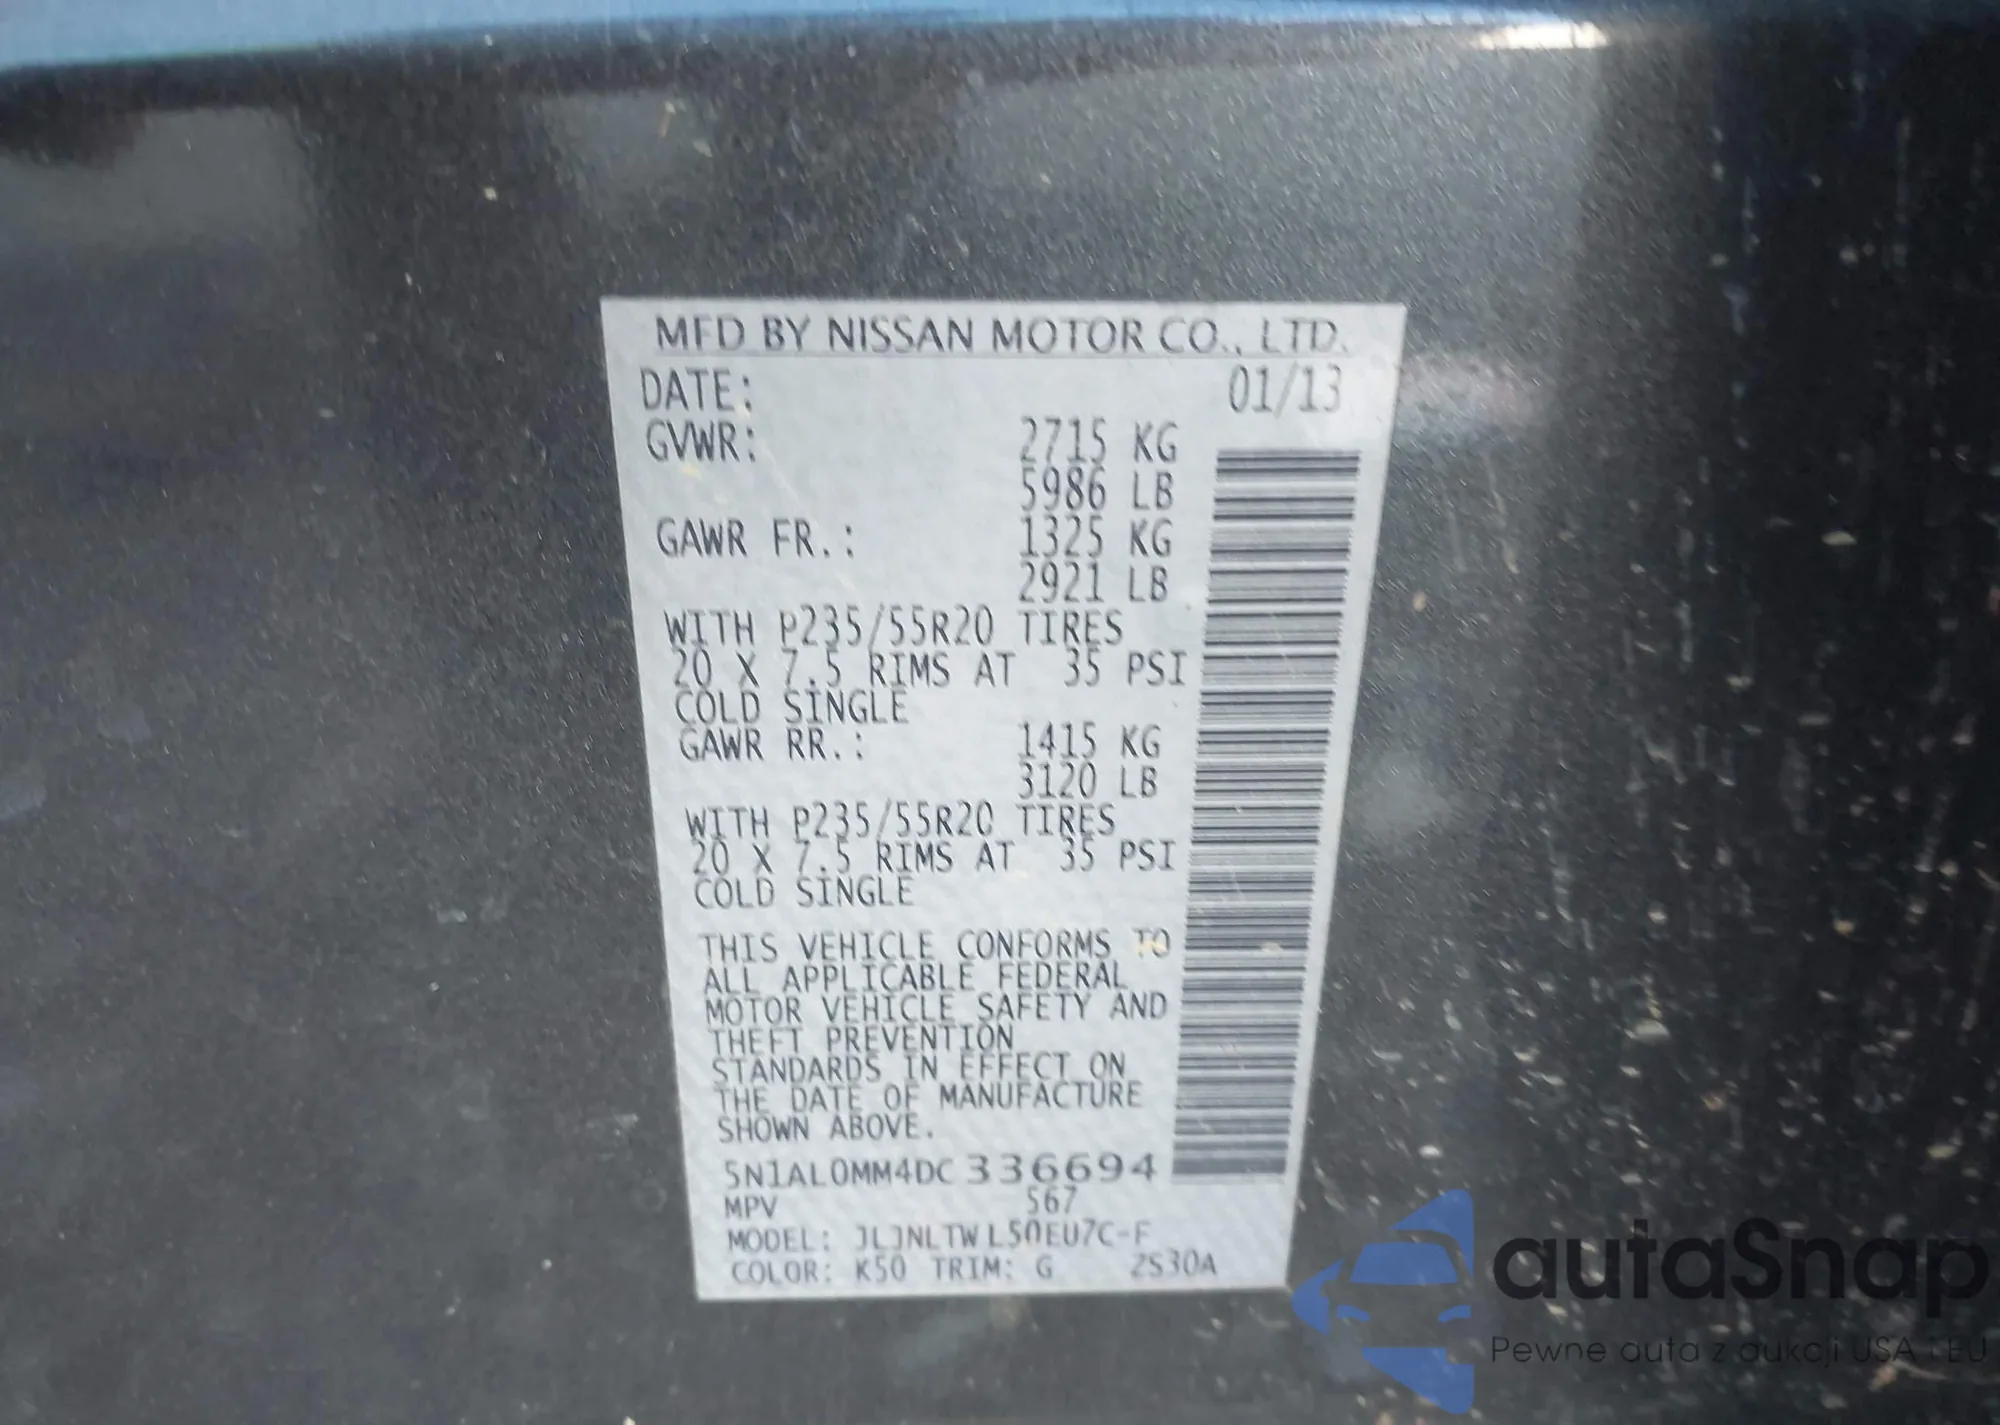 MFD BY NISSAN MOTOR CO., LTD.
DATE: 01/13
GVWR: 2715 KG
5986 LB
GAWR FR.: 1325 KG
2921 LB
WITH P235/55R20 TIRES
20 X 7.5 RIMS AT 35 PSI
COLD SINGLE
GAWR RR.: 1415 KG
3120 LB
WITH P235/55R20 TIRES
20 X 7.5 RIMS AT 35 PSI
COLD SINGLE
THIS VEHICLE CONFORMS TO
ALL APPLICABLE FEDERAL
MOTOR VEHICLE SAFETY AND
THEFT PREVENTION
STANDARDS IN EFFECT ON
THE DATE OF MANUFACTURE
SHOWN ABOVE.
5N1AL0MM4DC 336694
MPV 567
MODEL: JLJNLTW L50EU7C-F
COLOR: K50 TRIM: G 2S30A
autaSnap
Pewne auta z aukcji USA i EU